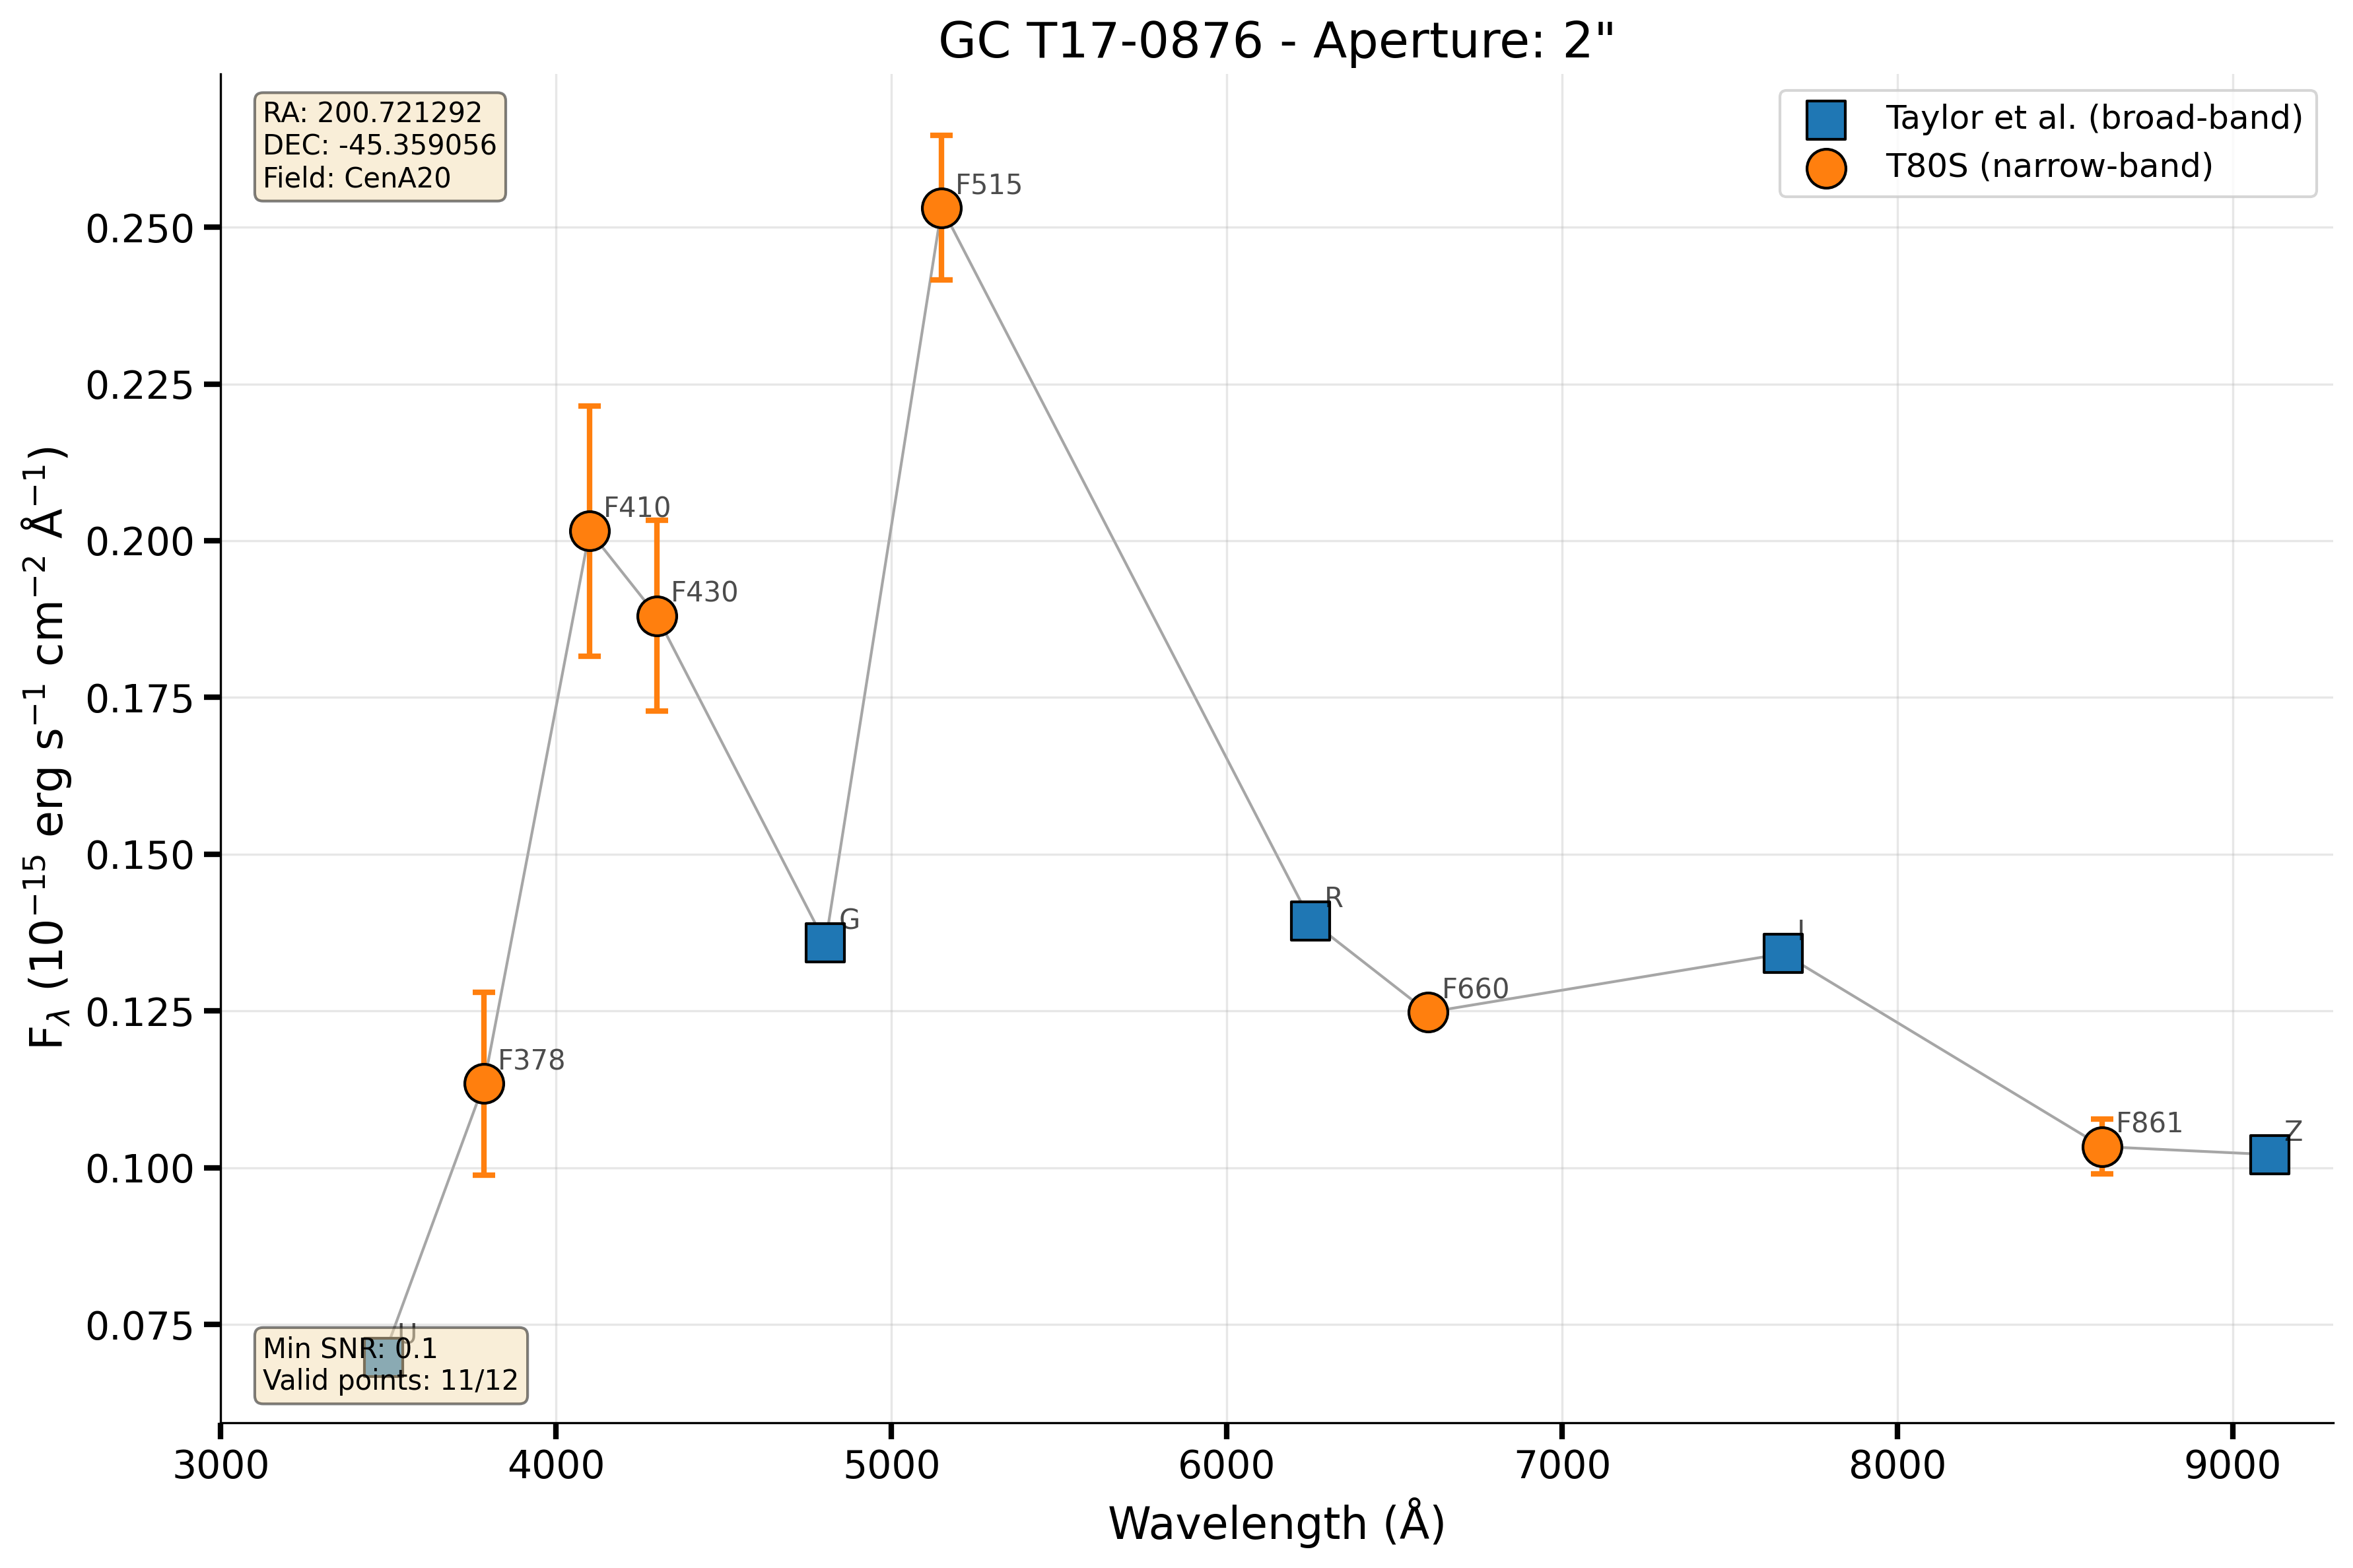 GC T17-0876 - Aperture: 2"
RA: 200.721292
DEC: -45.359056
Field: CenA20
Taylor et al. (broad-band)
T80S (narrow-band)
F515
F410
F430
G
R
I
F660
F378
F861
Z
U
Min SNR: 0.1
Valid points: 11/12
0.250
0.225
0.200
0.175
0.150
0.125
0.100
0.075
Fλ (10⁻¹⁵ erg s⁻¹ cm⁻² Å⁻¹)
3000 4000 5000 6000 7000 8000 9000
Wavelength (Å)